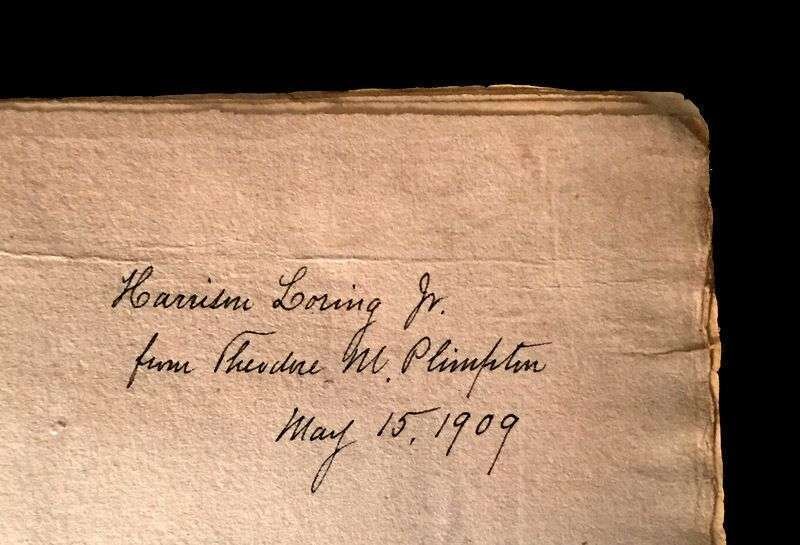 Harrison Loring Jr.
from Theodore M. Plimpton
May 15, 1909